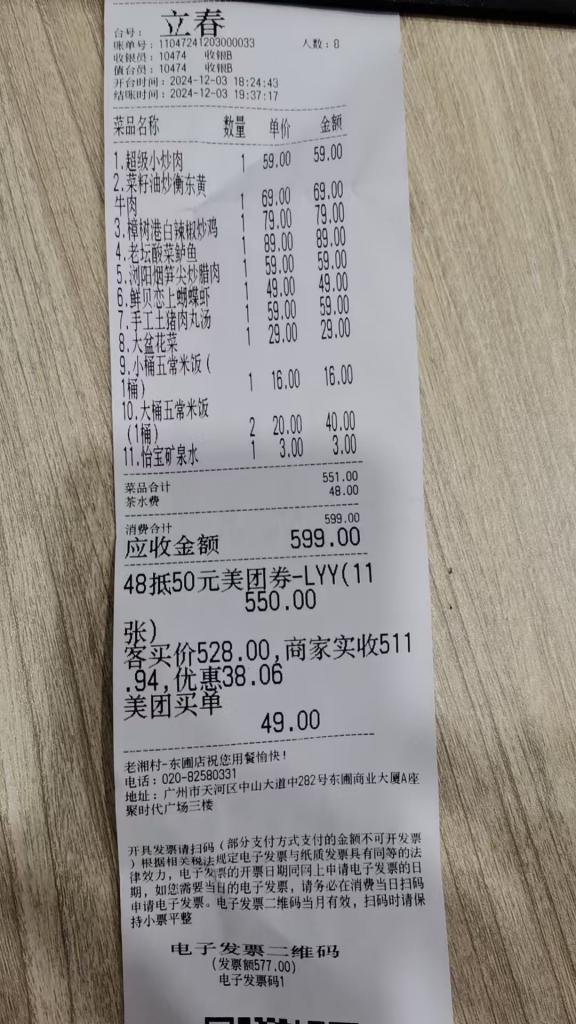 台号: 立春
账单号: 11047241203000033 人数: 8
收银员: 10474 收银B
值台员: 10474 收银B
开台时间: 2024-12-03 18:24:43
结账时间: 2024-12-03 19:37:17
菜品名称 数量 单价 金额
1.超级小炒肉 1 59.00 59.00
2.菜籽油炒衡东黄
牛肉 1 69.00 69.00
3.樟树港白辣椒炒鸡 1 79.00 79.00
4.老坛酸菜鲈鱼 1 89.00 89.00
5.浏阳烟笋尖炒腊肉 1 59.00 59.00
6.鲜贝恋上蝴蝶虾 1 49.00 49.00
7.手工土猪肉丸汤 1 59.00 59.00
8.大盆花菜 1 29.00 29.00
9.小桶五常米饭(
1桶) 1 16.00 16.00
10.大桶五常米饭
(1桶) 2 20.00 40.00
11.怡宝矿泉水 1 3.00 3.00
菜品合计 551.00
茶水费 48.00
消费合计 599.00
应收金额 599.00
48抵50元美团券-LYY(11
550.00
张)
客买价528.00,商家实收511
.94,优惠38.06
美团买单
49.00
老湘村-东圃店祝您用餐愉快!
电话: 020-82580331
地址: 广州市天河区中山大道中282号东圃商业大厦A座
聚时代广场三楼
开具发票请扫码(部分支付方式支付的金额不可开发票
)根据相关税法规定电子发票与纸质发票具有同等的法
律效力, 电子发票的开票日期同网上申请电子发票的日
期, 如您需要当日的电子发票, 请务必在消费当日扫码
申请电子发票。电子发票二维码当月有效, 扫码时请保
持小票平整
电子发票二维码
(发票额577.00)
电子发票码1